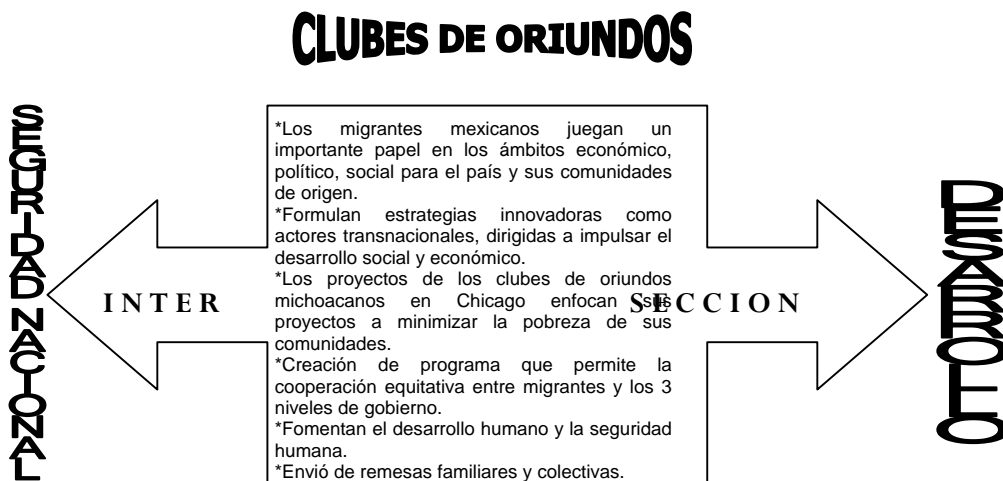 CLUBES DE ORIUNDOS
SEGURIDAD NACIONAL
INTER
*Los migrantes mexicanos juegan un
importante papel en los ámbitos económico,
político, social para el país y sus comunidades
de origen.
*Formulan estrategias innovadoras como
actores transnacionales, dirigidas a impulsar el
desarrollo social y económico.
*Los proyectos de los clubes de oriundos
michoacanos en Chicago enfocan sus
proyectos a minimizar la pobreza de sus
comunidades.
*Creación de programa que permite la
cooperación equitativa entre migrantes y los 3
niveles de gobierno.
*Fomentan el desarrollo humano y la seguridad
humana.
*Envió de remesas familiares y colectivas.
SECCION
DESARROLLO